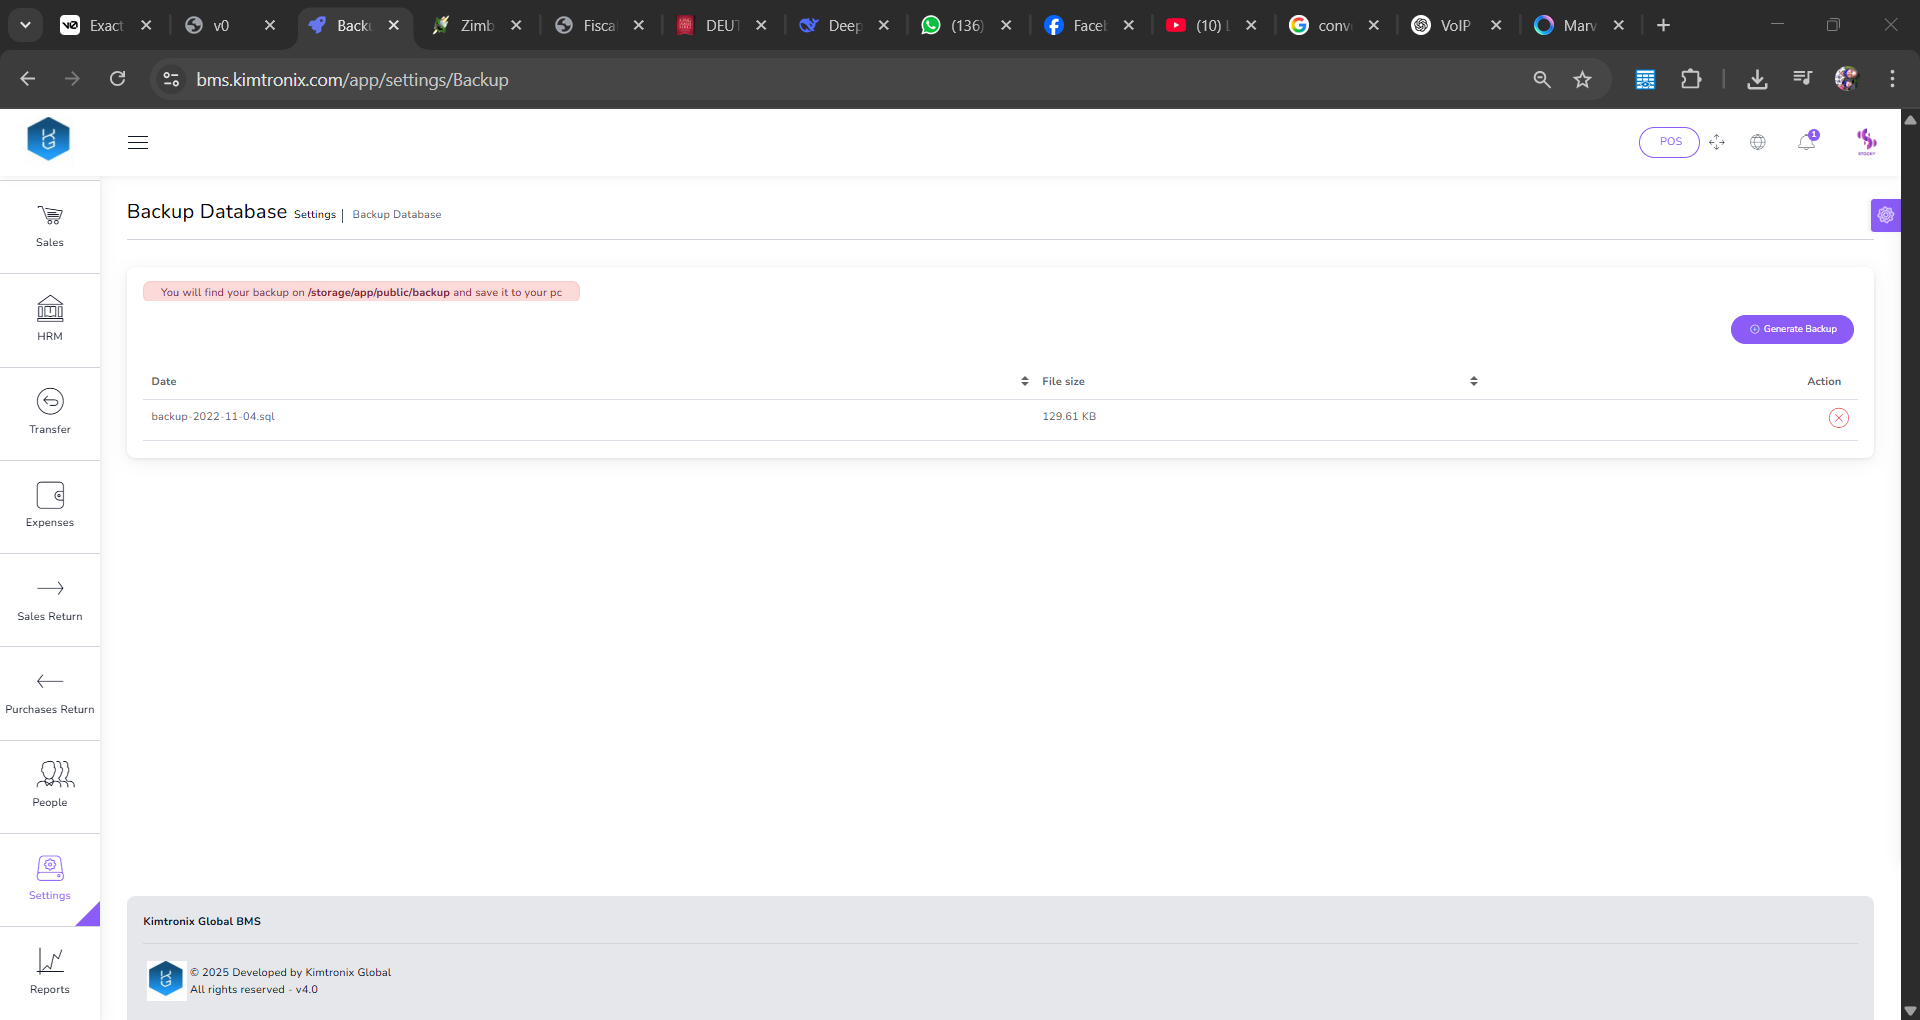 Exact
v0
Backu
Zimb
Fisca
DEUT
Deep
(136)
Facel
(10)
conv
VoIP
Marv
bms.kimtronix.com/app/settings/Backup
POS
1
Backup Database Settings | Backup Database
You will find your backup on /storage/app/public/backup and save it to your pc
Generate Backup
Date File size Action
backup-2022-11-04.sql 129.61 KB
Sales
HRM
Transfer
Expenses
Sales Return
Purchases Return
People
Settings
Reports
Kimtronix Global BMS
© 2025 Developed by Kimtronix Global
All rights reserved - v4.0